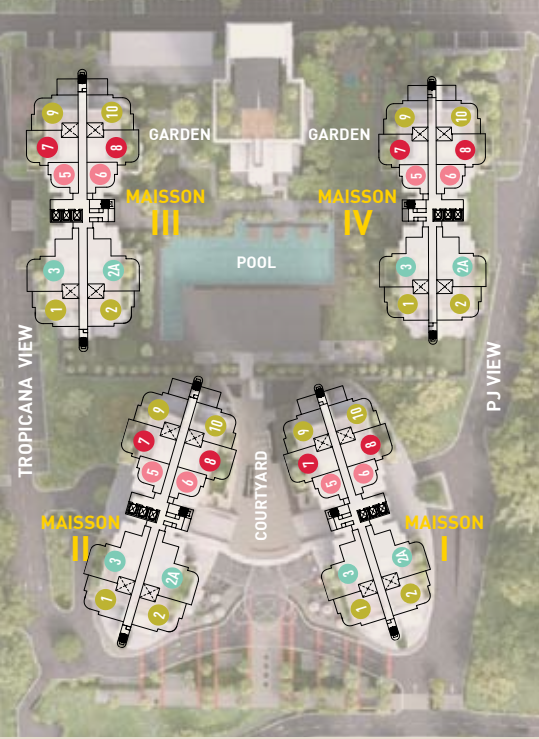 9
10
7
8
5
6
GARDEN
GARDEN
9
10
7
8
5
6
MAISSON
III
MAISSON
IV
3
2A
1
2
POOL
3
2A
1
2
TROPICANA VIEW
PJ VIEW
9
10
7
8
5
6
COURTYARD
9
10
7
8
5
6
MAISSON
II
MAISSON
I
3
2A
1
2
3
2A
1
2